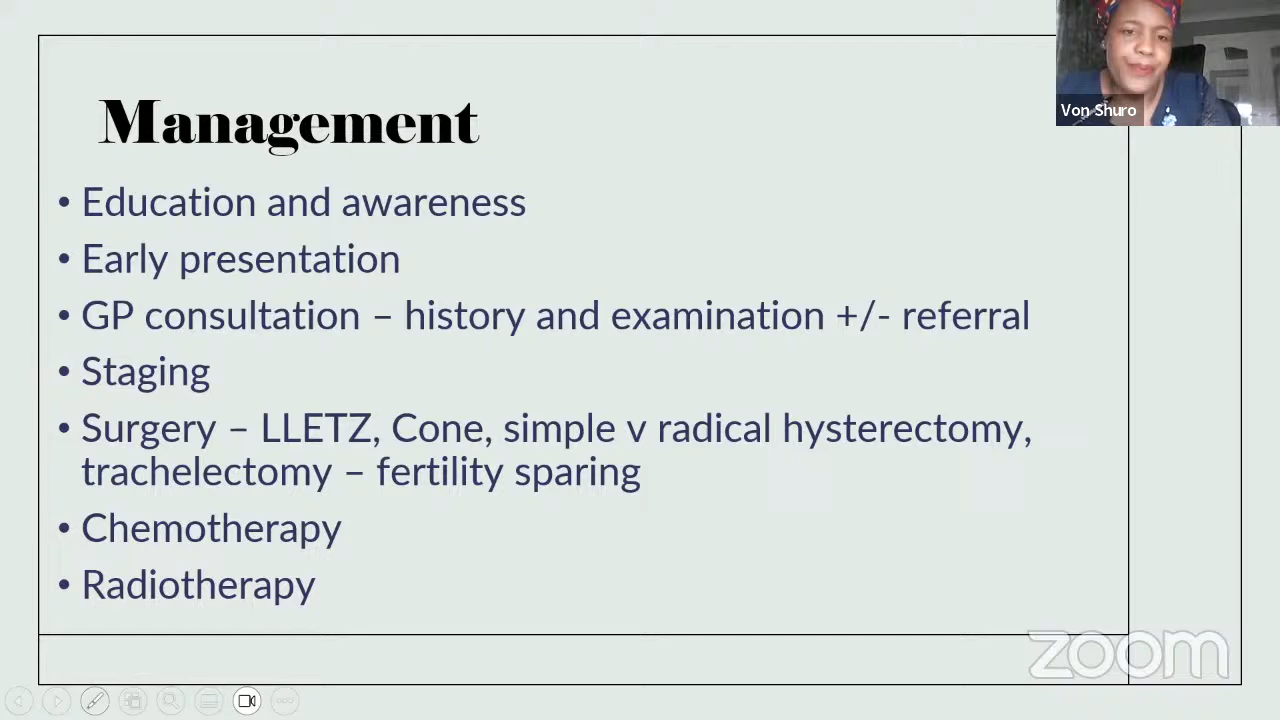 Von Shuro
Management
• Education and awareness
• Early presentation
• GP consultation – history and examination +/- referral
• Staging
• Surgery – LLETZ, Cone, simple v radical hysterectomy,
trachelectomy – fertility sparing
• Chemotherapy
• Radiotherapy
zoom